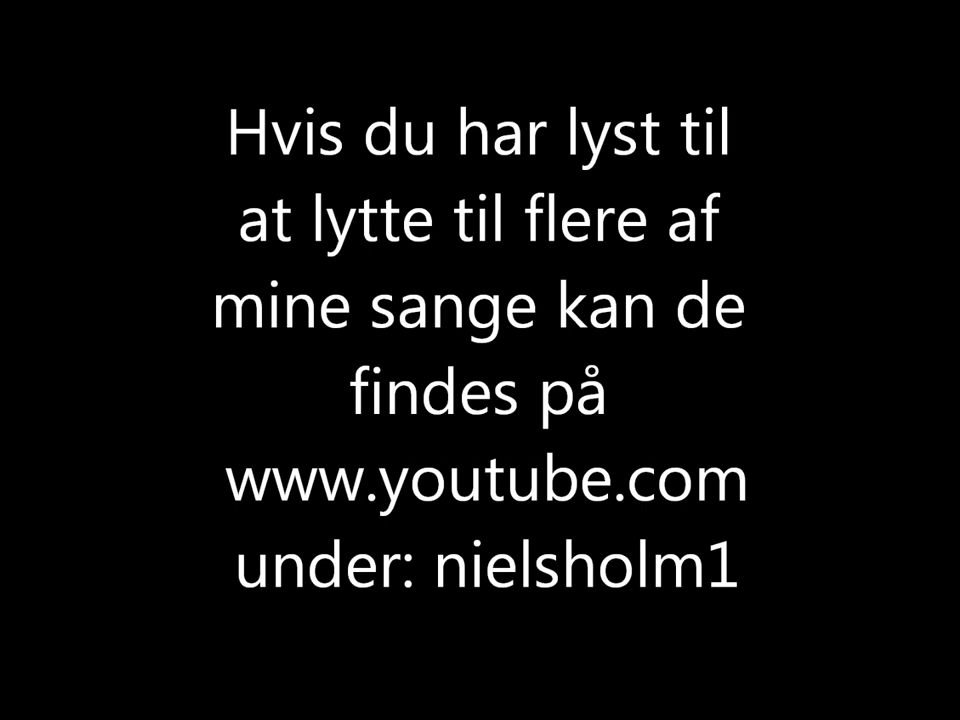 Hvis du har lyst til
at lytte til flere af
mine sange kan de
findes på
www.youtube.com
under: nielsholm1